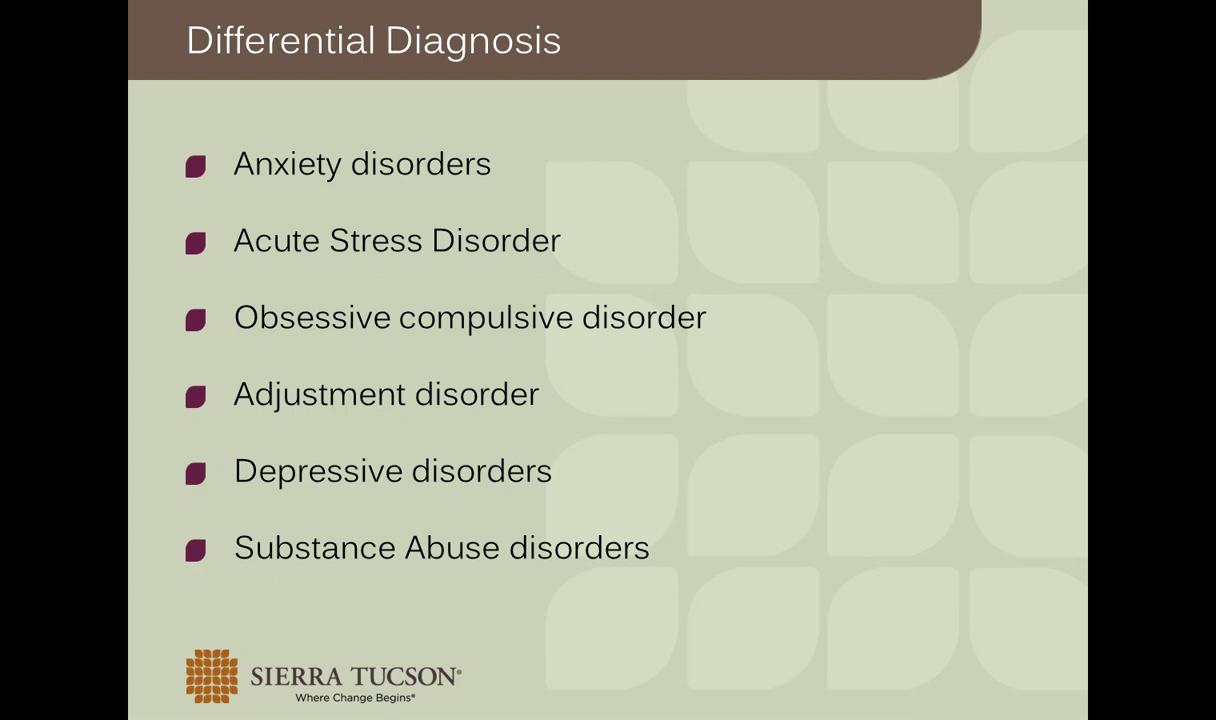 Differential Diagnosis
Anxiety disorders
Acute Stress Disorder
Obsessive compulsive disorder
Adjustment disorder
Depressive disorders
Substance Abuse disorders
SIERRA TUCSON®
Where Change Begins®